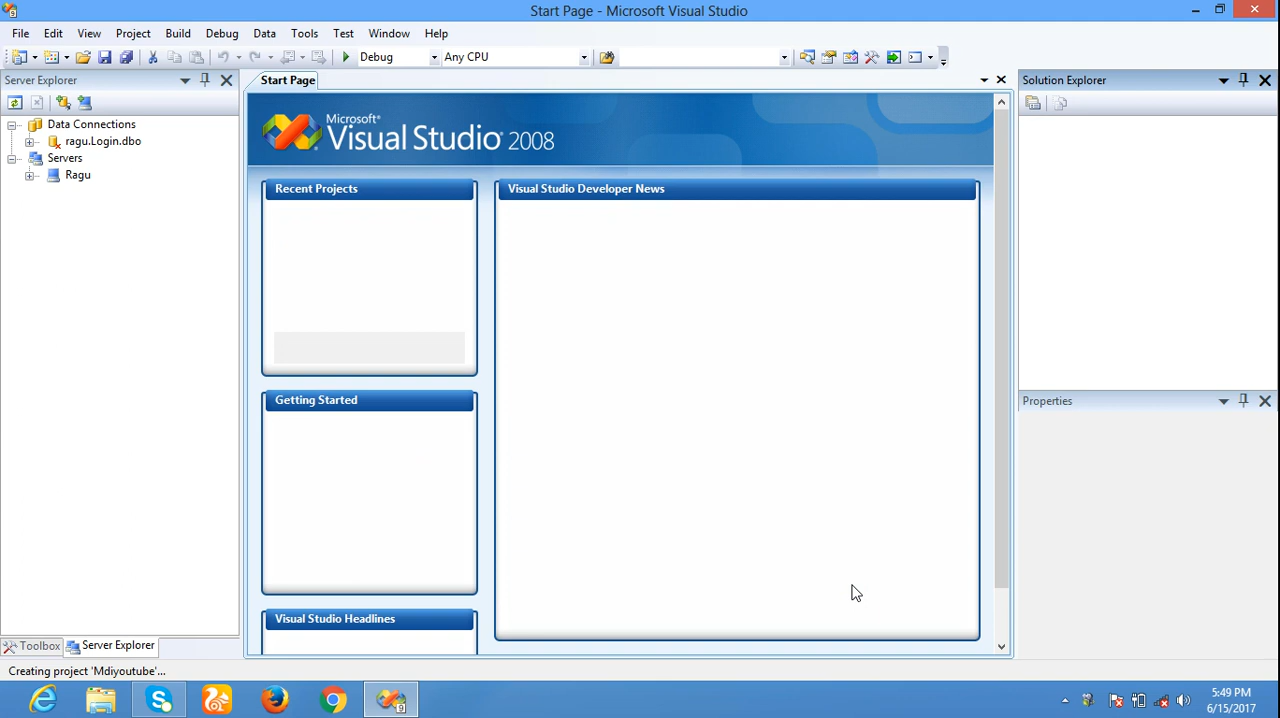 Start Page - Microsoft Visual Studio
File Edit View Project Build Debug Data Tools Test Window Help
Debug Any CPU
Server Explorer
Start Page
Solution Explorer
Data Connections
ragu.Login.dbo
Servers
Ragu
Microsoft®
Visual Studio® 2008
Recent Projects
Visual Studio Developer News
Getting Started
Properties
Visual Studio Headlines
Toolbox Server Explorer
Creating project 'Mdiyoutube'...
5:49 PM
6/15/2017